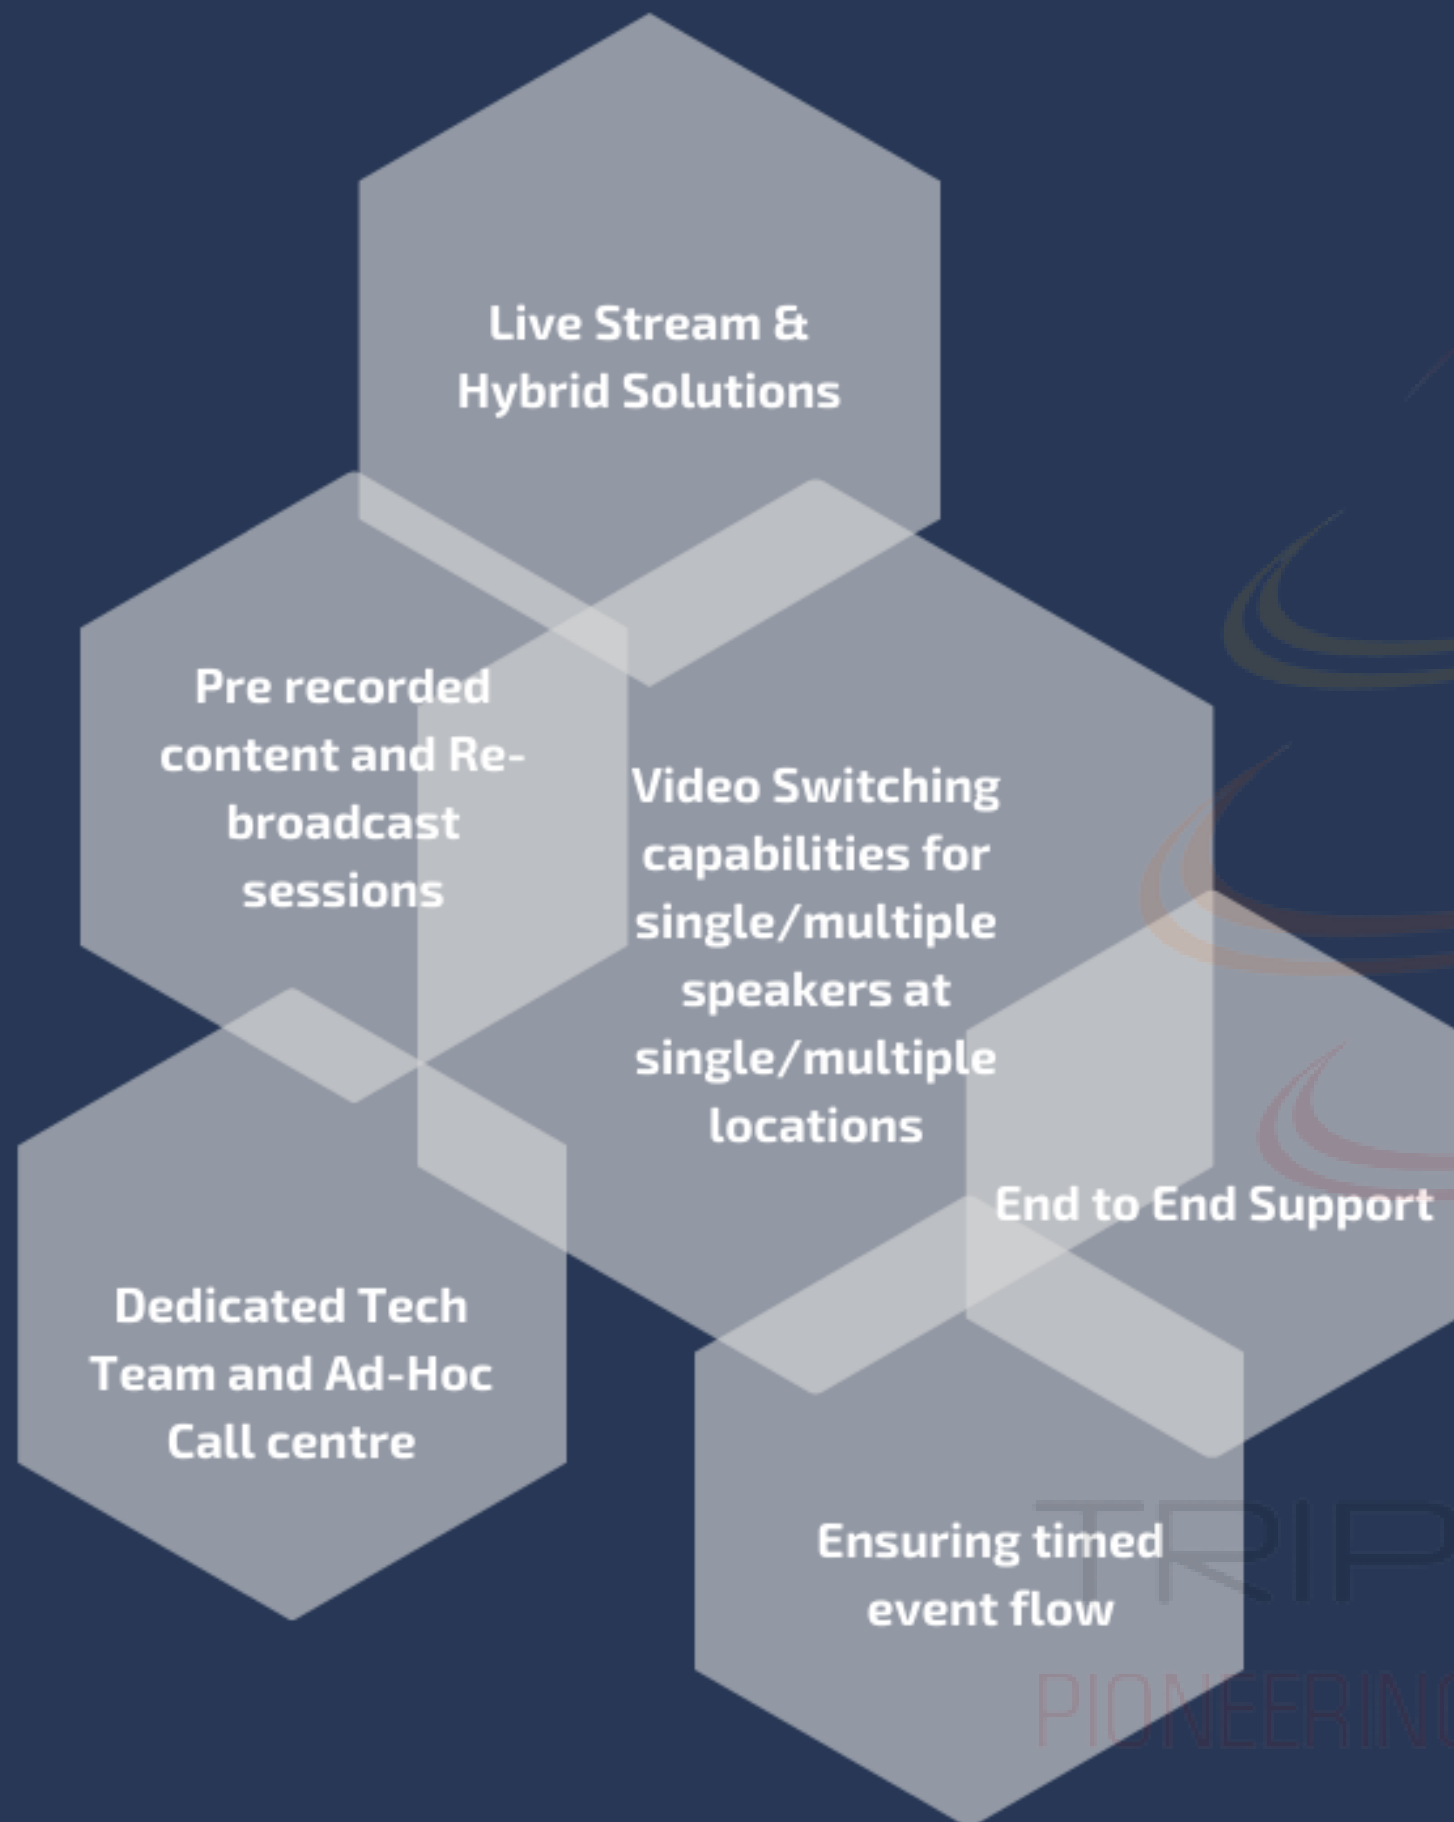 Live Stream &
Hybrid Solutions
Pre recorded
content and Re-
broadcast
sessions
Video Switching
capabilities for
single/multiple
speakers at
single/multiple
locations
End to End Support
Dedicated Tech
Team and Ad-Hoc
Call centre
Ensuring timed
event flow
TRIP
PIONEERING